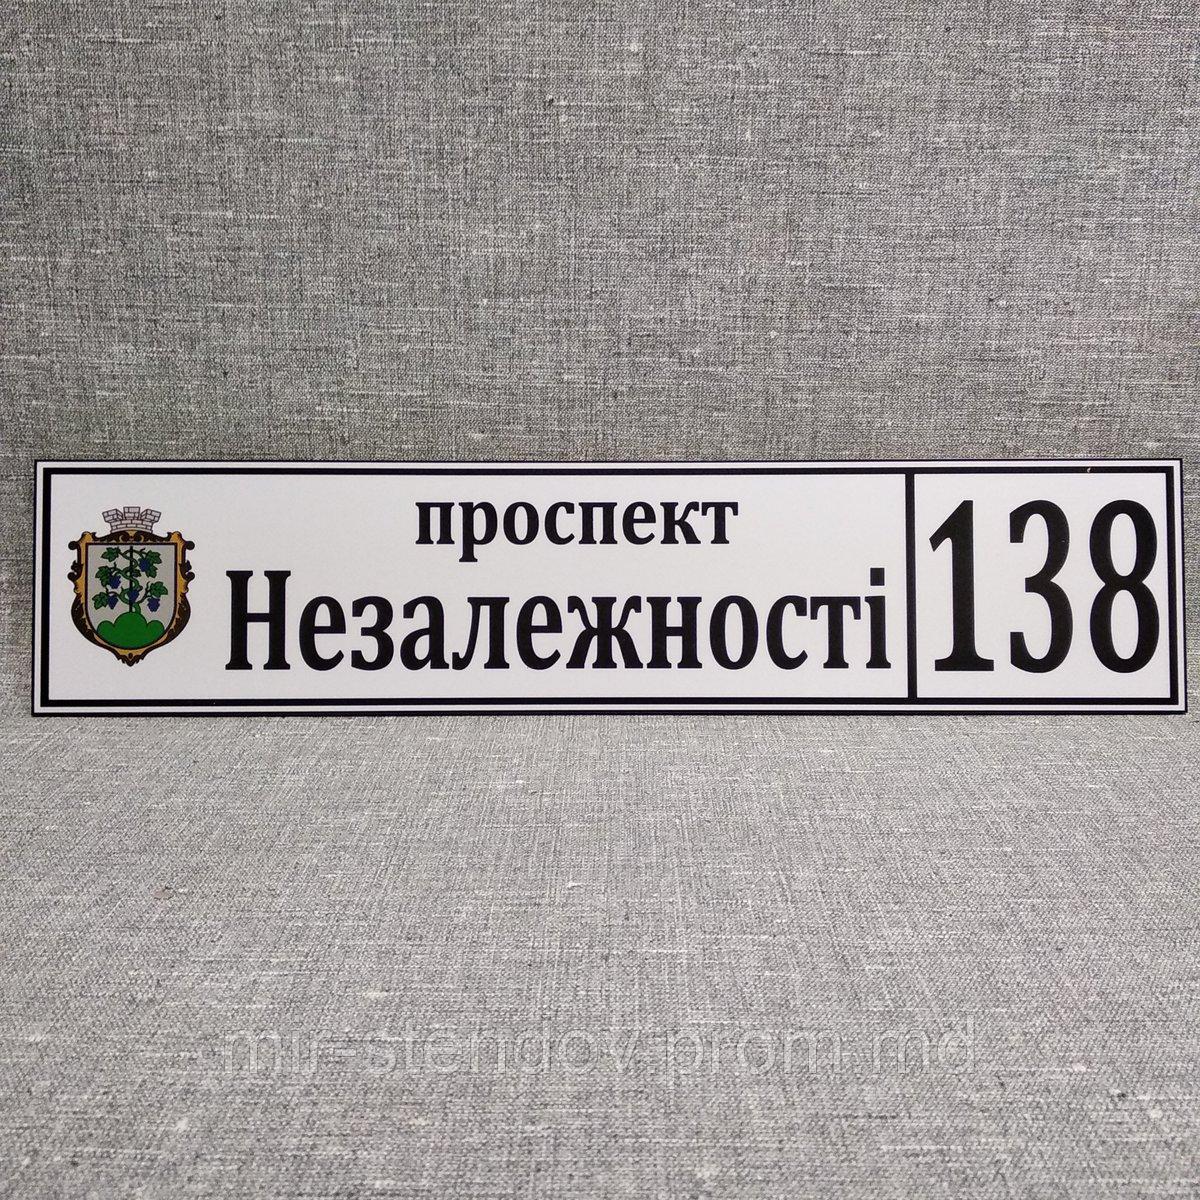 проспект
Незалежності
138
mir-stendov.prom.md